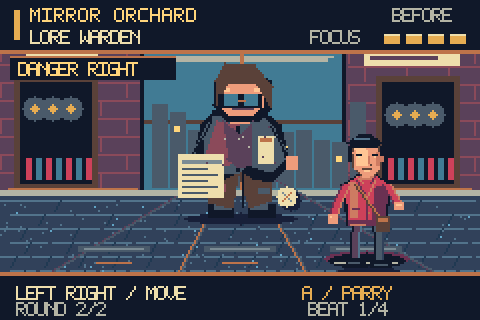 MIRROR ORCHARD
BEFORE
LORE WARDEN
FOCUS
DANGER RIGHT
LEFT RIGHT / MOVE
A / PARRY
ROUND 2/2
BEAT 1/4